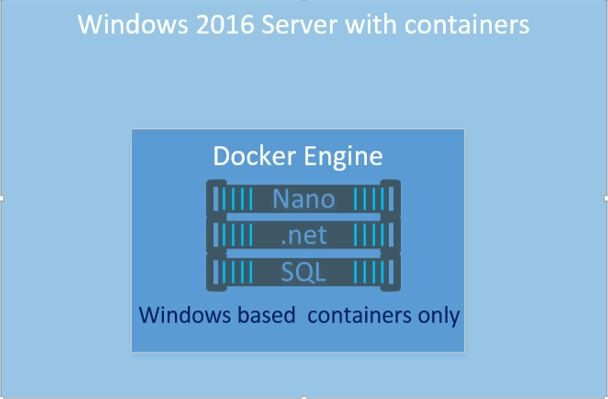 Windows 2016 Server with containers
Docker Engine
Nano
.net
SQL
Windows based containers only